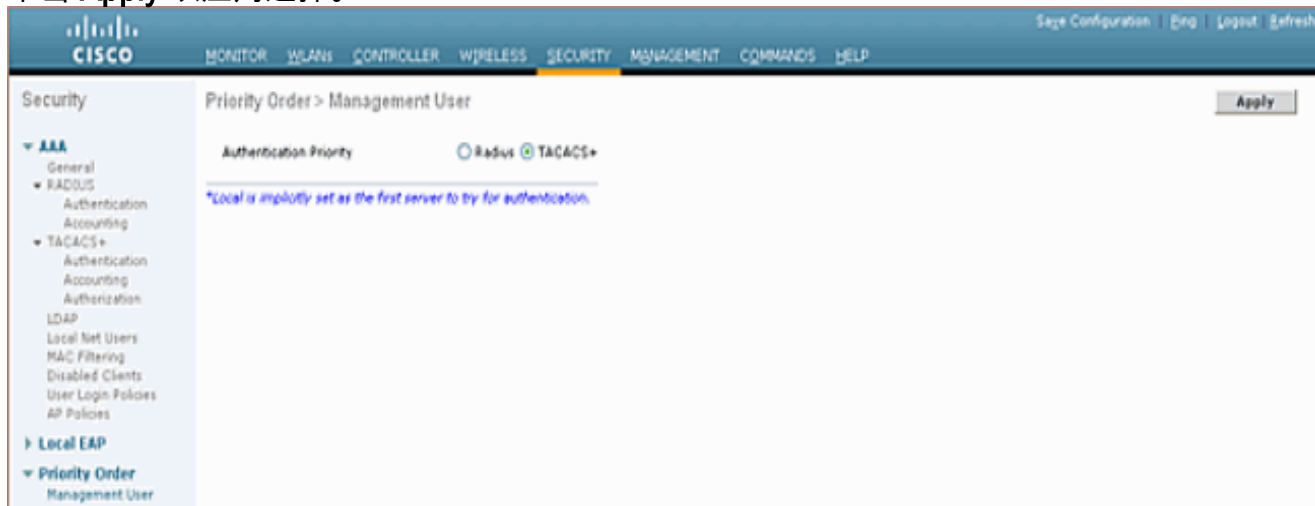 Apply
Save Configuration | Ping | Logout Refresh
CISCO
MONITOR WLANs CONTROLLER WIRELESS SECURITY MANAGEMENT COMMANDS HELP
Security
Priority Order > Management User
Apply
Authentication Priority Radius TACACS+
*Local is implicitly set as the first server to try for authentication.
AAA
General
RADIUS
Authentication
Accounting
TACACS+
Authentication
Accounting
Authorization
LDAP
Local Net Users
MAC Filtering
Disabled Clients
User Login Policies
AP Policies
Local EAP
Priority Order
Management User